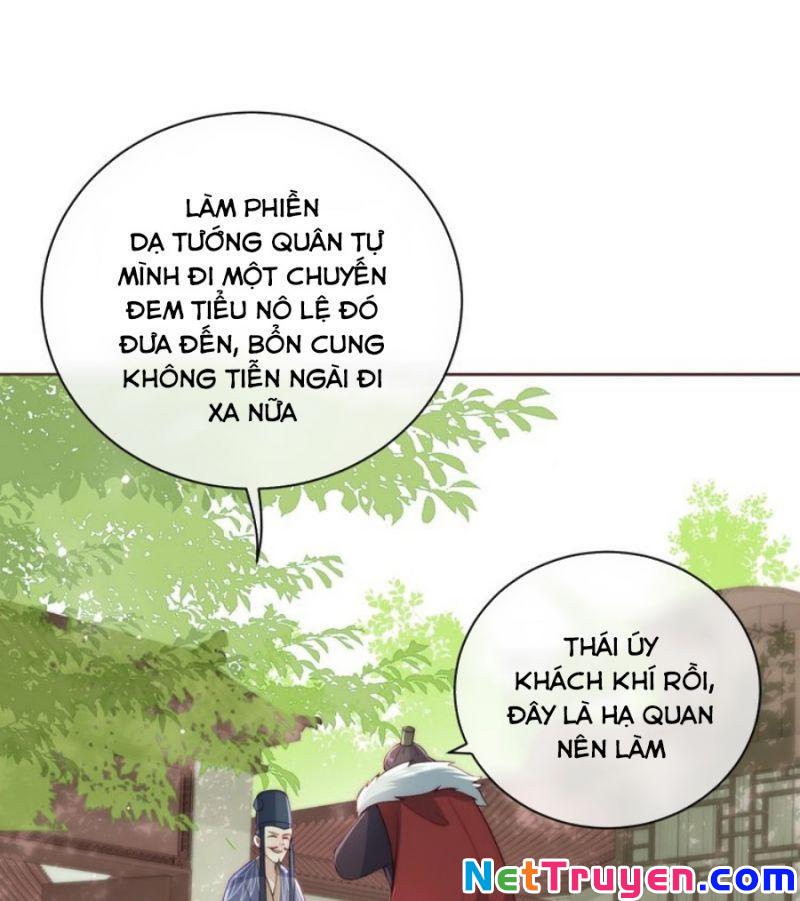 LÀM PHIỀN
DẠ TƯỚNG QUÂN TỰ
MÌNH ĐI MỘT CHUYẾN
ĐEM TIỂU NÔ LỆ ĐÓ
ĐƯA ĐẾN, BỔN CUNG
KHÔNG TIỄN NGÀI ĐI
XA NỮA
THÁI ÚY
KHÁCH KHÍ RỒI,
ĐÂY LÀ HẠ QUAN
NÊN LÀM
NetTruyen.com